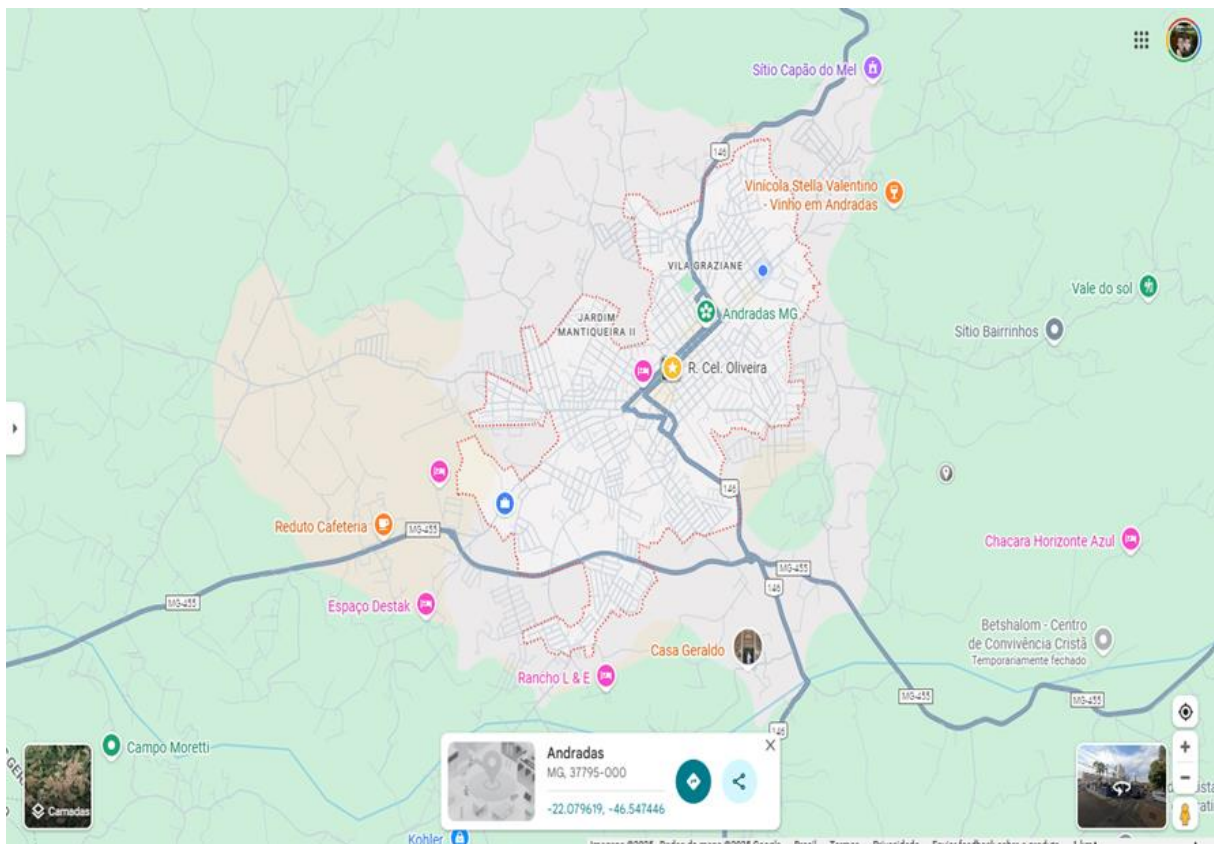 Sítio Capão do Mel
146
Vinícola Stella Valentino
- Vinho em Andradas
VILA GRAZIANE
Vale do sol
Andradas MG
JARDIM
MANTIQUEIRA II
Sítio Bairrinhos
R. Cel. Oliveira
146
Reduto Cafeteria
MG-455
Chacara Horizonte Azul
MG-455
146
MG-455
Espaço Destak
Betshalom - Centro
de Convivência Cristã
Temporariamente fechado
Casa Geraldo
Rancho L & E
MG-455
MG-455
146
Campo Moretti
Andradas
MG, 37795-000
-22.079619, -46.547446
Camadas
Kohler